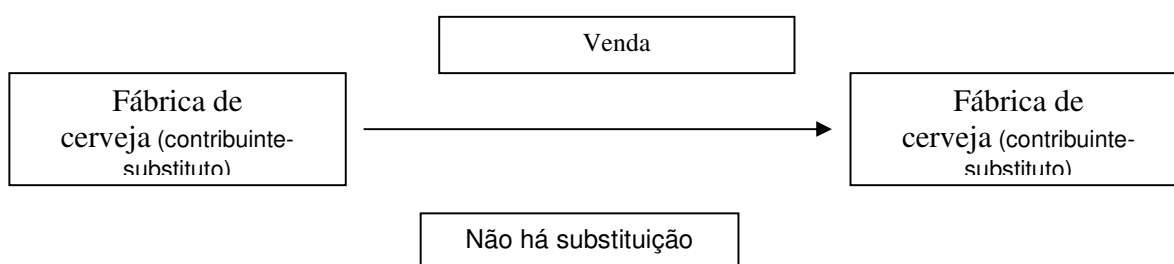 Venda
Fábrica de
cerveja (contribuinte-
substituto)
Fábrica de
cerveja (contribuinte-
substituto)
Não há substituição